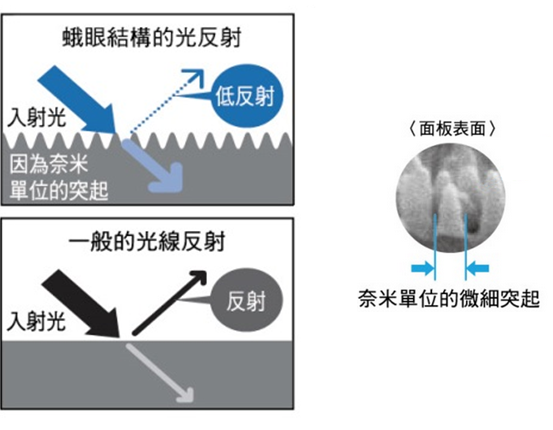 蛾眼結構的光反射
低反射
入射光
因為奈米
單位的突起
一般的光線反射
反射
入射光
〈面板表面〉
奈米單位的微細突起